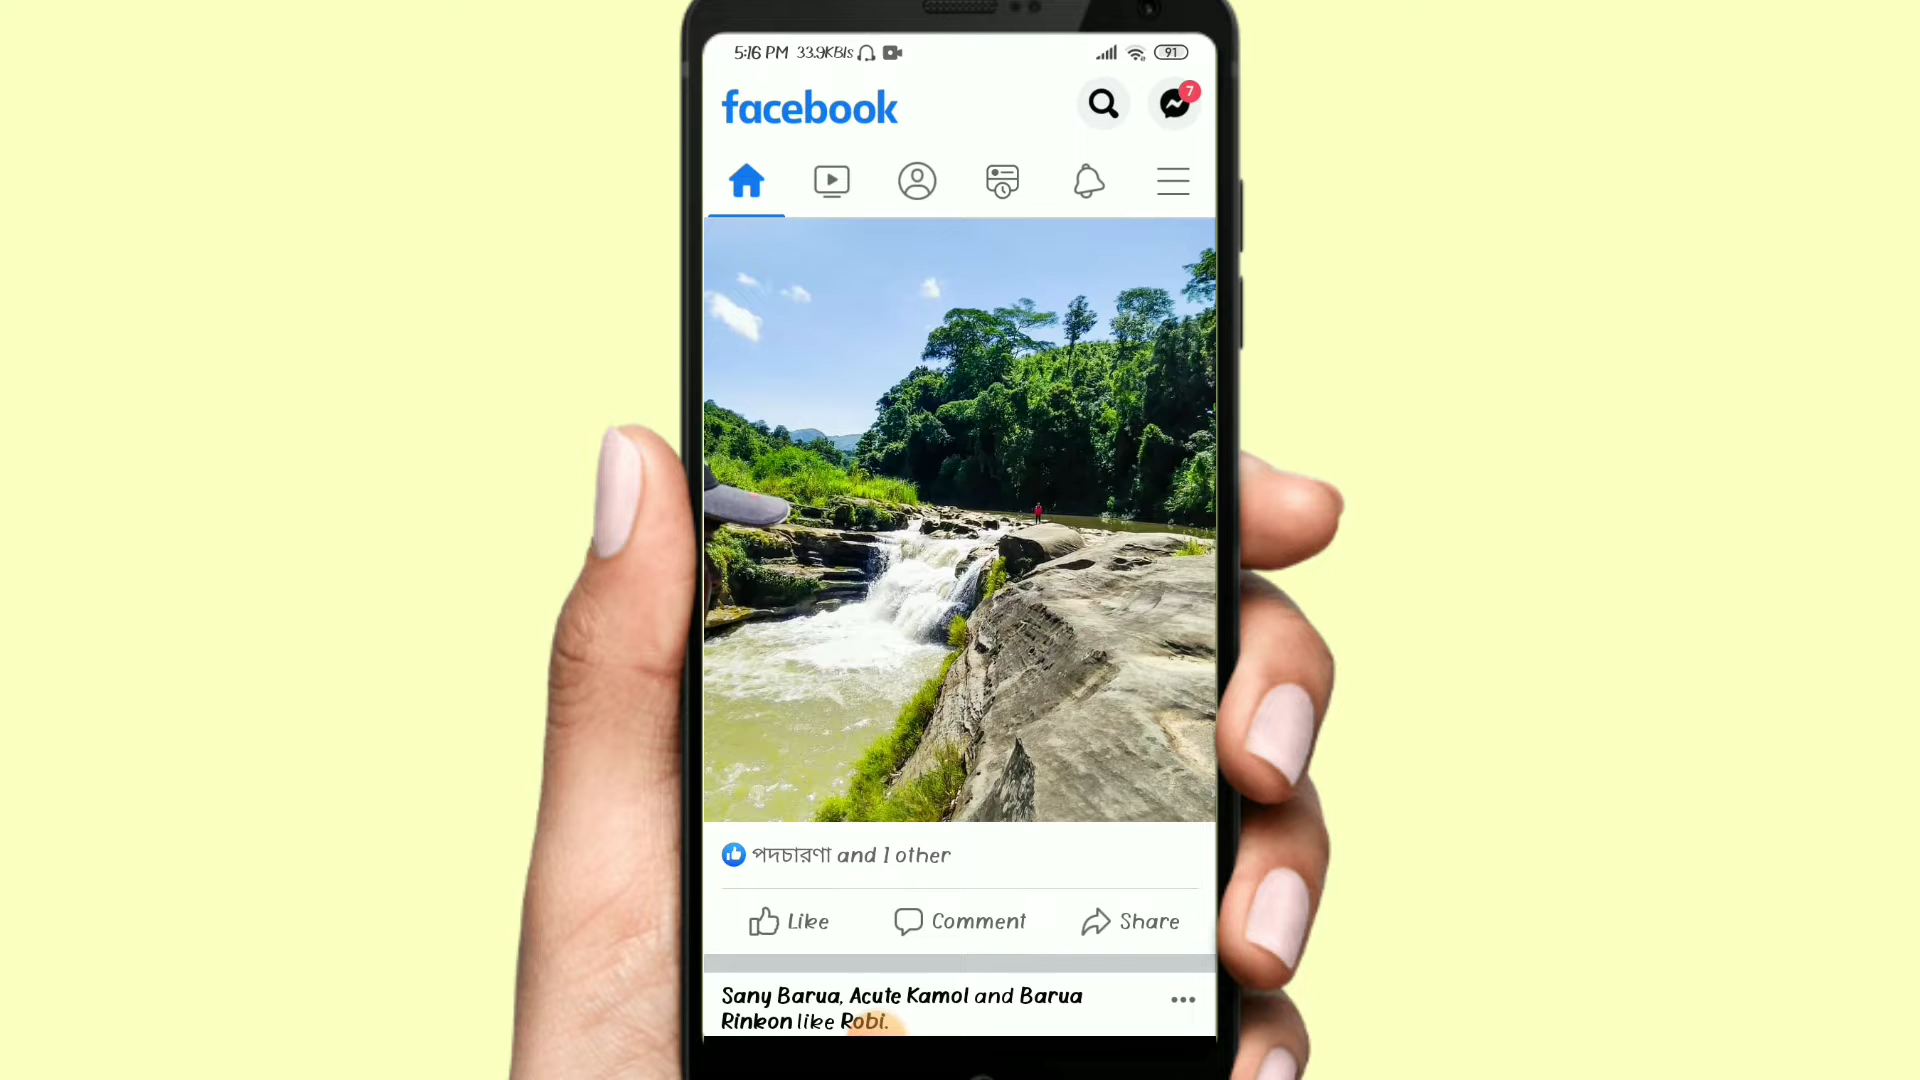 5:16 PM 33.9KB/s 91
facebook
7
পদচারণা and 1 other
Like Comment Share
Sany Barua, Acute Kamol and Barua
Rinkon like Robi.